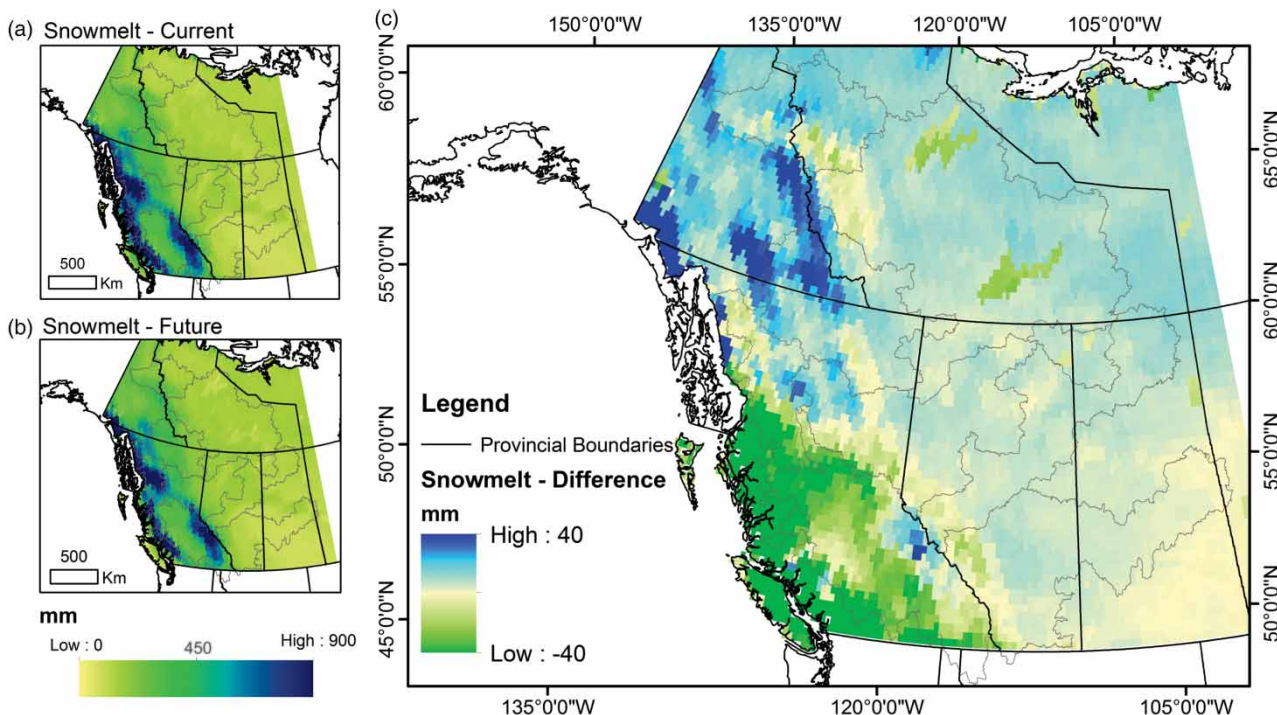 (a) Snowmelt - Current
500
Km
(b) Snowmelt - Future
500
Km
mm
Low : 0
450
High : 900
(c)
150°0'0"W
135°0'0"W
120°0'0"W
105°0'0"W
60°0'0"N
55°0'0"N
50°0'0"N
45°0'0"N
65°0'0"N
60°0'0"N
55°0'0"N
50°0'0"N
Legend
Provincial Boundaries
Snowmelt - Difference
mm
High : 40
Low : -40
135°0'0"W
120°0'0"W
105°0'0"W